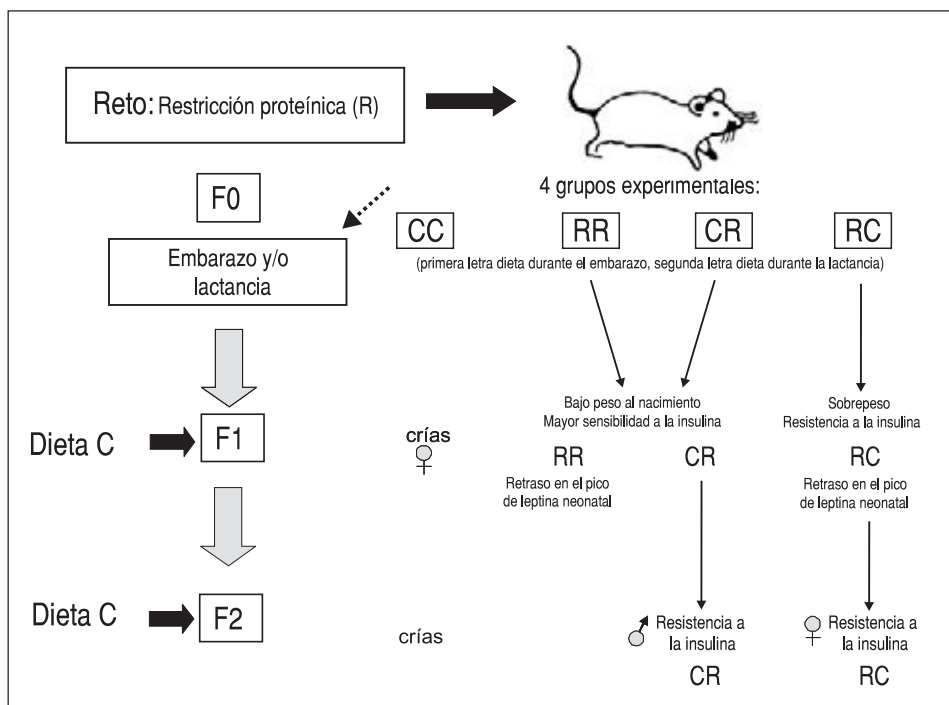 Reto: Restricción proteínica (R)
4 grupos experimentales:
F0
CC RR CR RC
(primera letra dieta durante el embarazo, segunda letra dieta durante la lactancia)
Embarazo y/o
lactancia
Bajo peso al nacimiento
Mayor sensibilidad a la insulina
Sobrepeso
Resistencia a la insulina
Dieta C
F1
crías
♀
RR
CR
RC
Retraso en el pico
de leptina neonatal
Retraso en el pico
de leptina neonatal
Dieta C
F2
crías
♂ Resistencia a
la insulina
CR
♀ Resistencia a
la insulina
RC